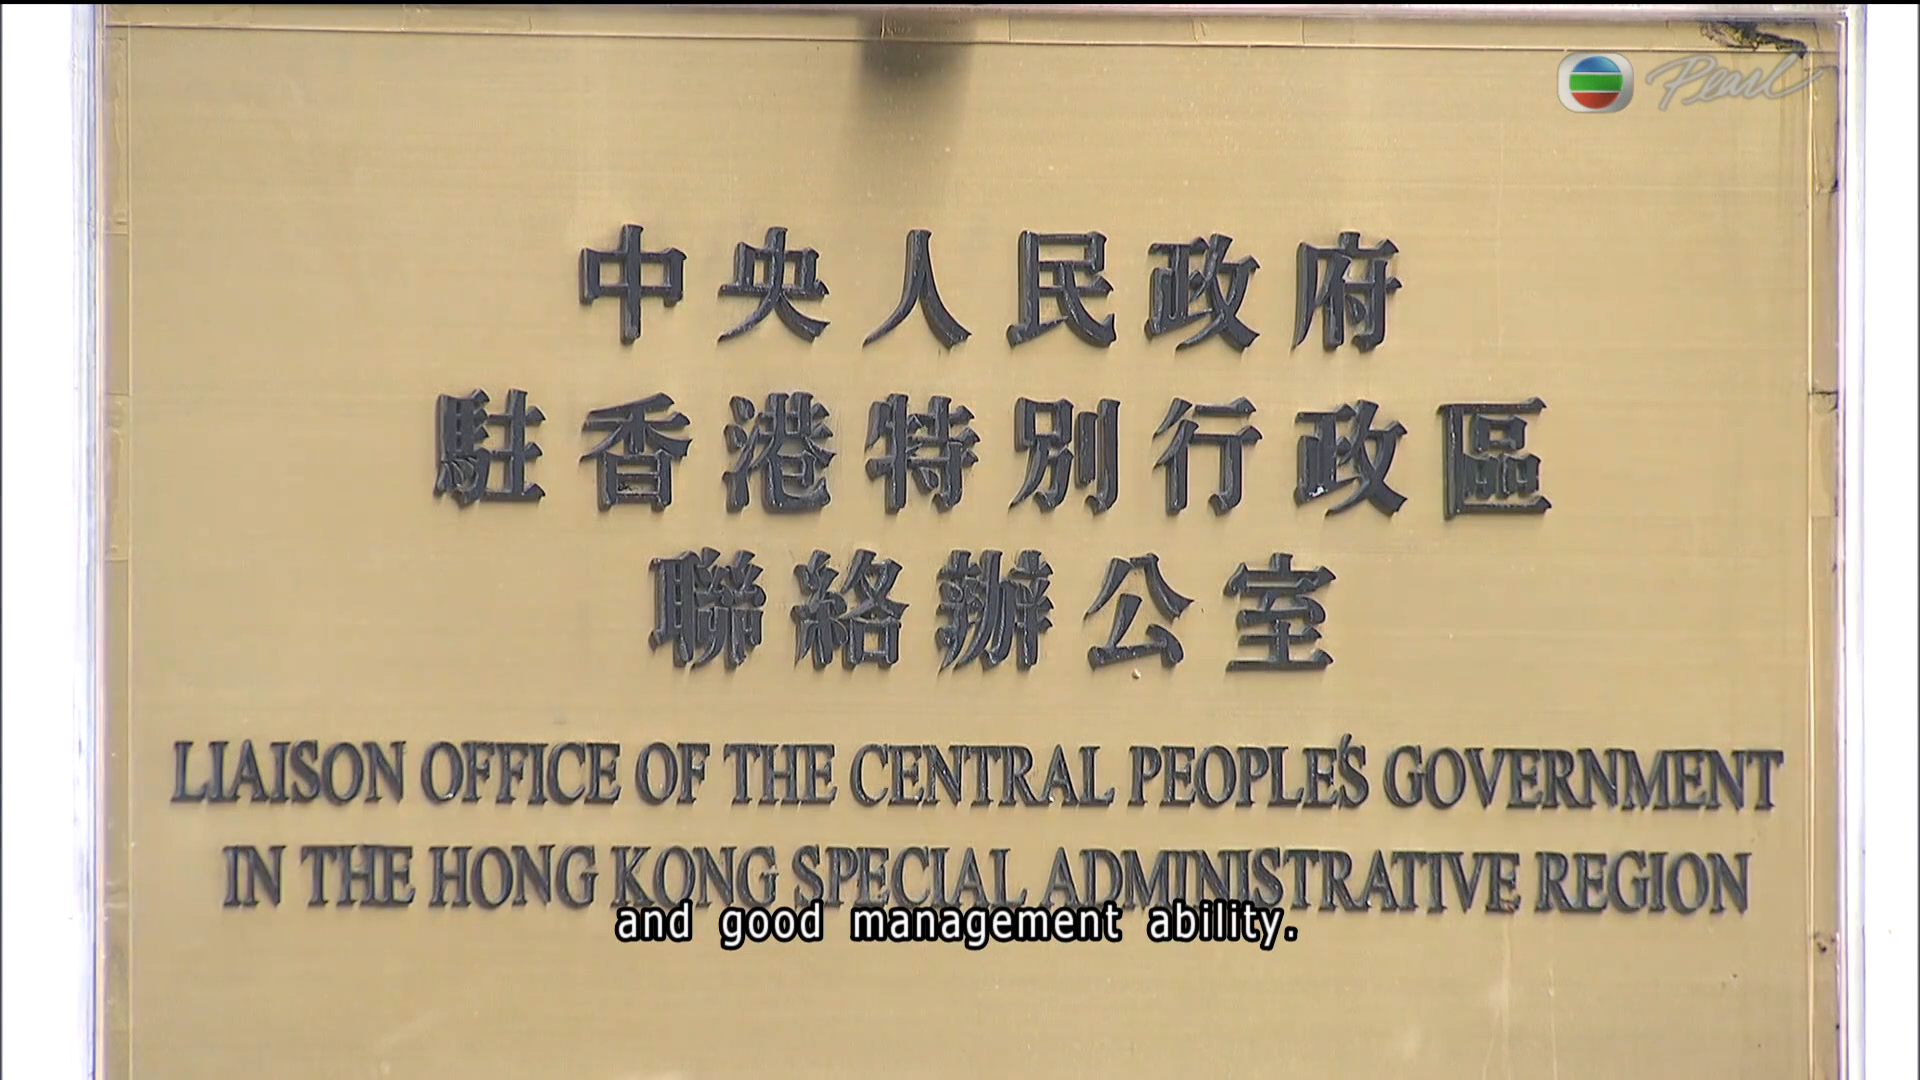 Pearl
中央人民政府
駐香港特別行政區
聯絡辦公室
LIAISON OFFICE OF THE CENTRAL PEOPLE'S GOVERNMENT
IN THE HONG KONG SPECIAL ADMINISTRATIVE REGION
and good management ability.